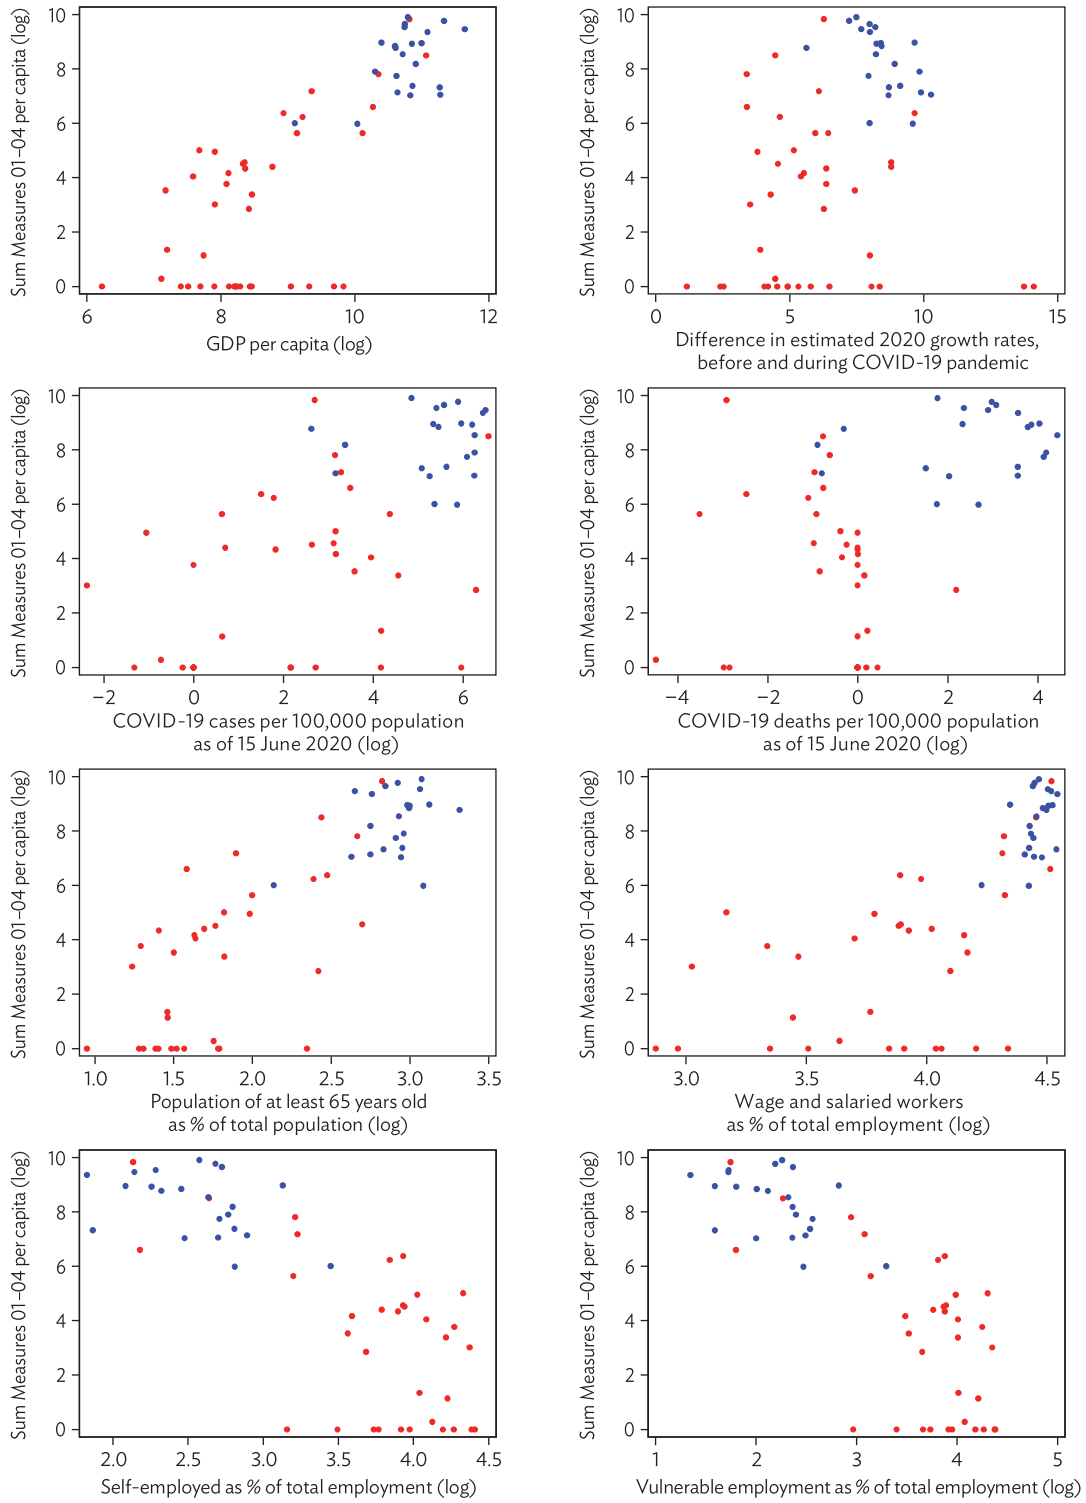 Sum Measures 01–04 per capita (log)
10
8
6
4
2
0
6 8 10 12
GDP per capita (log)
Sum Measures 01–04 per capita (log)
10
8
6
4
2
0
0 5 10 15
Difference in estimated 2020 growth rates,
before and during COVID-19 pandemic
Sum Measures 01–04 per capita (log)
10
8
6
4
2
0
−2 0 2 4 6
COVID-19 cases per 100,000 population
as of 15 June 2020 (log)
Sum Measures 01–04 per capita (log)
10
8
6
4
2
0
−4 −2 0 2 4
COVID-19 deaths per 100,000 population
as of 15 June 2020 (log)
Sum Measures 01–04 per capita (log)
10
8
6
4
2
0
1.0 1.5 2.0 2.5 3.0 3.5
Population of at least 65 years old
as % of total population (log)
Sum Measures 01–04 per capita (log)
10
8
6
4
2
0
3.0 3.5 4.0 4.5
Wage and salaried workers
as % of total employment (log)
Sum Measures 01–04 per capita (log)
10
8
6
4
2
0
2.0 2.5 3.0 3.5 4.0 4.5
Self-employed as % of total employment (log)
Sum Measures 01–04 per capita (log)
10
8
6
4
2
0
1 2 3 4 5
Vulnerable employment as % of total employment (log)